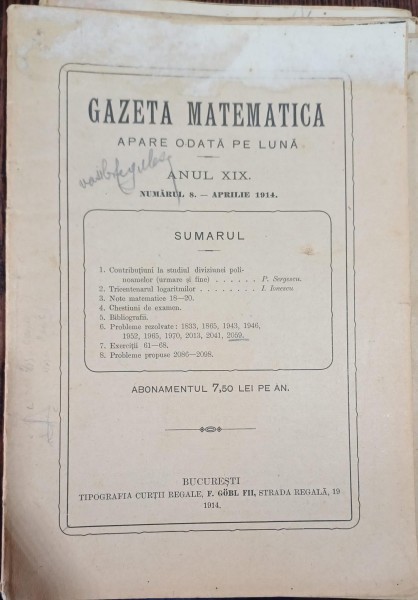 GAZETA MATEMATICA
APARE ODATĂ PE LUNĂ
ANUL XIX.
NUMĂRUL 8. — APRILIE 1914.
SUMARUL
1. Contribuțiuni la studiul diviziunei poli-
noamelor (urmare și fine) . . . . . . P. Sergescu.
2. Tricentenarul logaritmilor . . . . . . . . I. Ionescu.
3. Note matematice 18—20.
4. Chestiuni de examen.
5. Bibliografii.
6. Probleme rezolvate: 1833, 1865, 1943, 1946,
1952, 1965, 1970, 2013, 2041, 2059.
7. Exerciții 61—68.
8. Probleme propuse 2086—2098.
ABONAMENTUL 7,50 LEI PE AN.
BUCUREȘTI
TIPOGRAFIA CURȚII REGALE, F. GÖBL FII, STRADA REGALĂ, 19
1914.